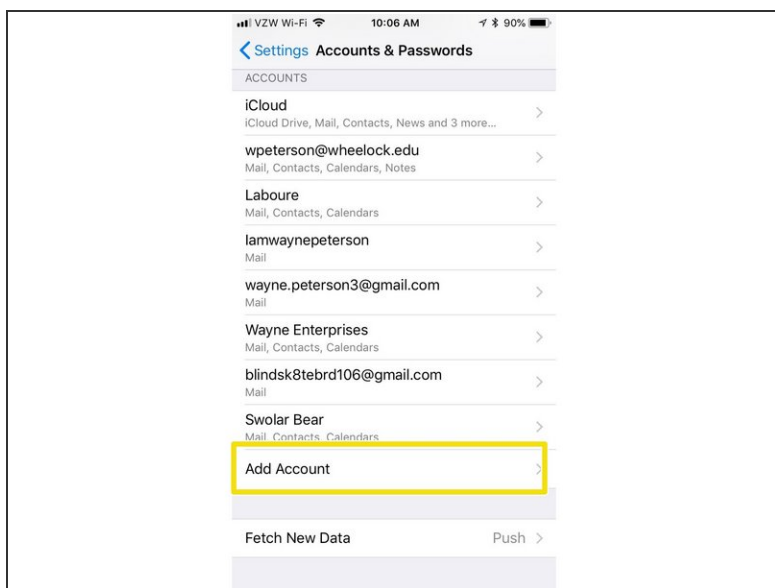 VZW Wi-Fi 10:06 AM 90%
Settings Accounts & Passwords
ACCOUNTS
iCloud
iCloud Drive, Mail, Contacts, News and 3 more...
wpeterson@wheelock.edu
Mail, Contacts, Calendars, Notes
Laboure
Mail, Contacts, Calendars
Iamwaynepeterson
Mail
wayne.peterson3@gmail.com
Mail
Wayne Enterprises
Mail, Contacts, Calendars
blindsk8tebrd106@gmail.com
Mail
Swolar Bear
Mail, Contacts, Calendars
Add Account
Fetch New Data Push